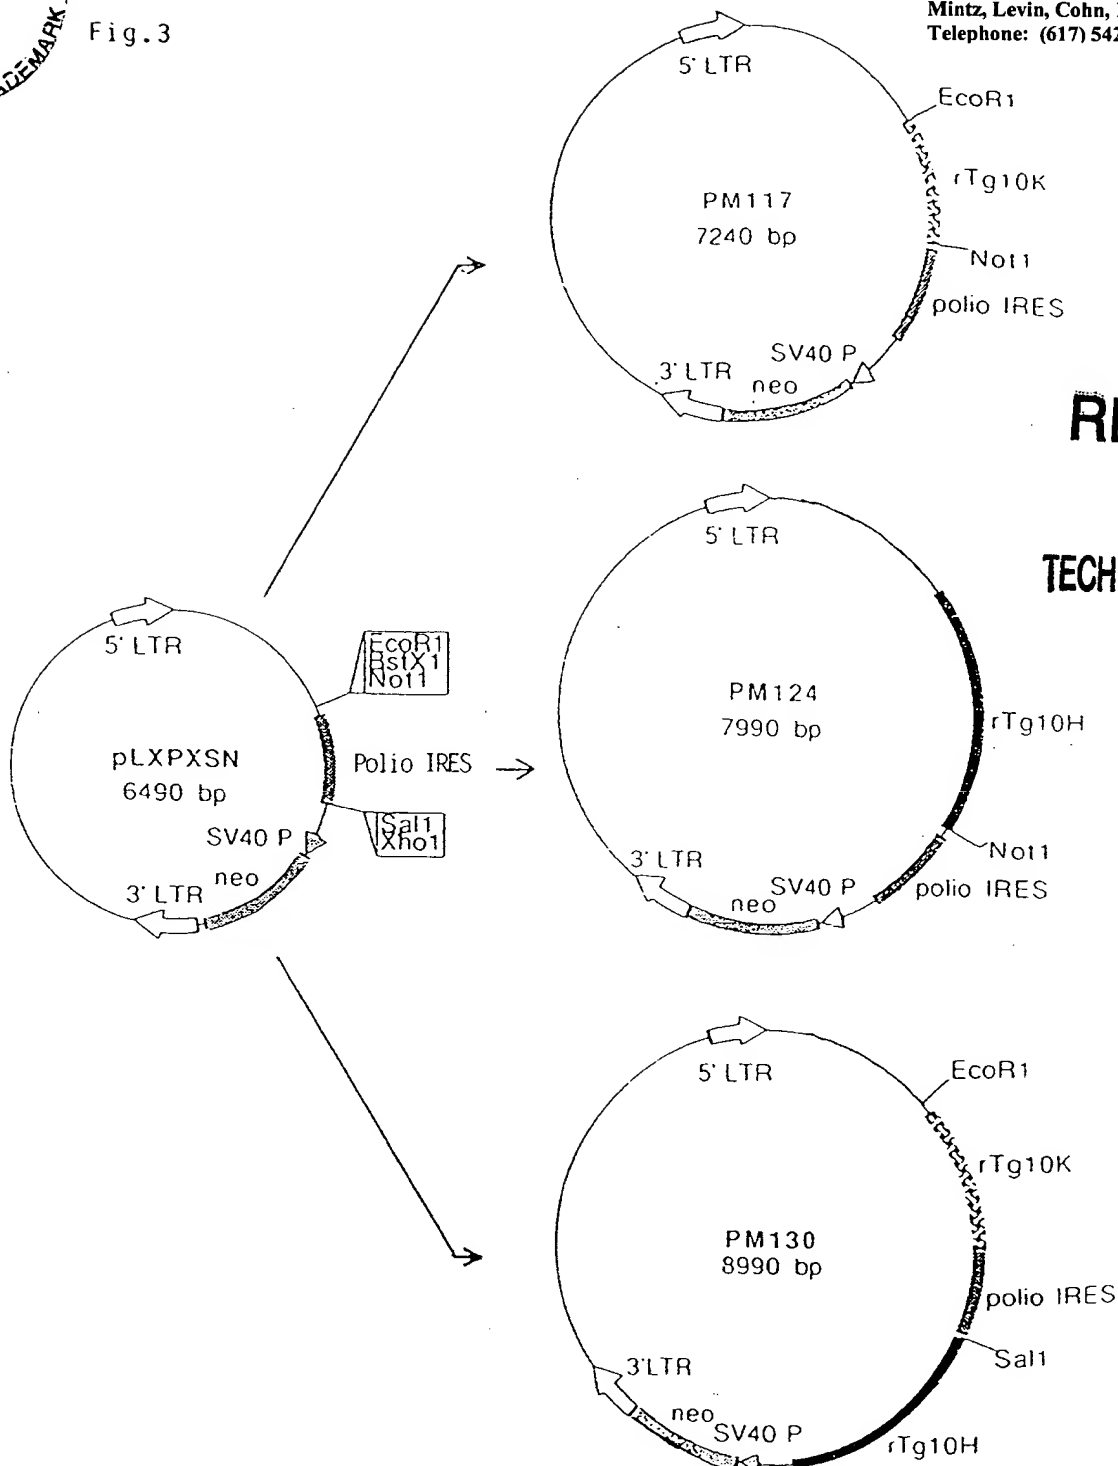 Fig.3
Mintz, Levin, Cohn,
Telephone: (617) 542
5' LTR
EcoR1
rTg10K
PM117
7240 bp
Not1
polio IRES
SV40 P
3' LTR
neo
5' LTR
PM124
7990 bp
rTg10H
Not1
polio IRES
SV40 P
3' LTR
neo
5' LTR
EcoR1
BstX1
Not1
pLXPXSN
6490 bp
Polio IRES
Sal1
Xho1
SV40 P
neo
3' LTR
5' LTR
EcoR1
rTg10K
PM130
8990 bp
polio IRES
Sal1
3'LTR
neo
SV40 P
rTg10H
TECH